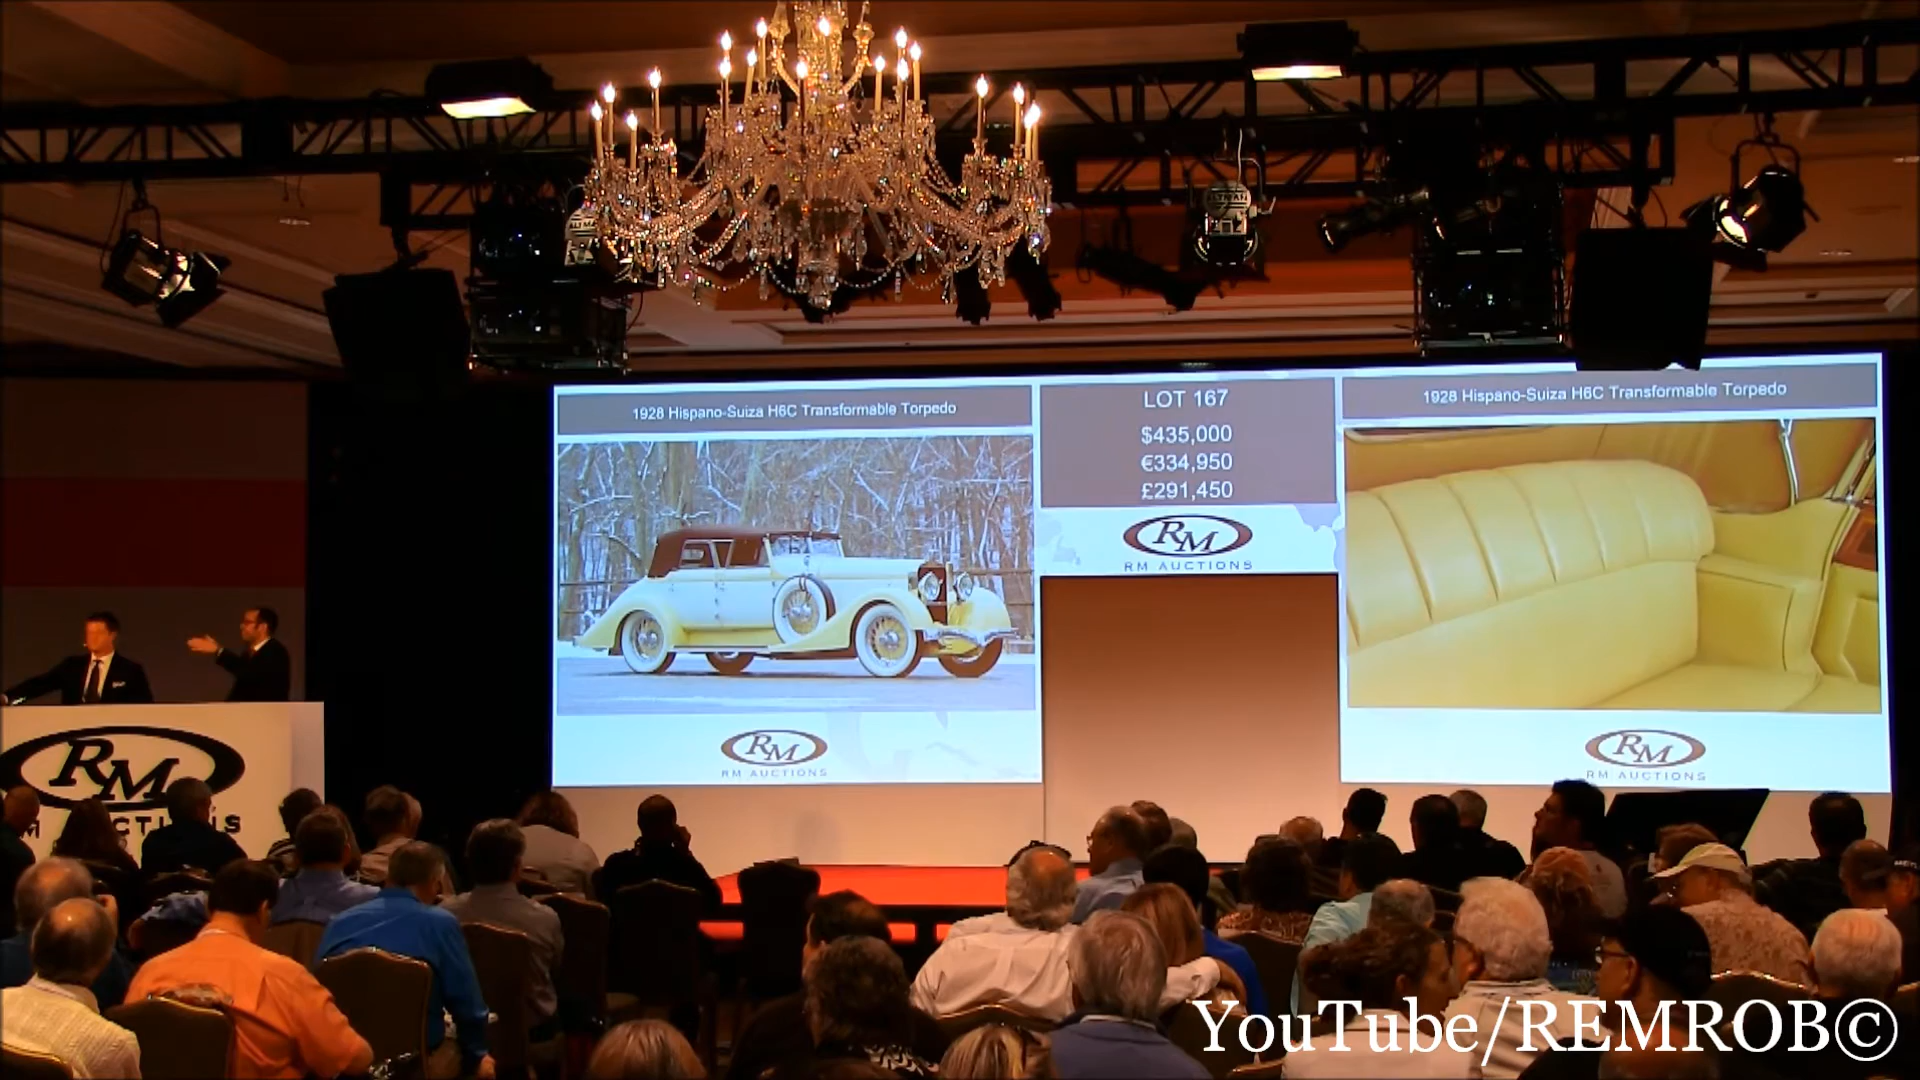 1928 Hispano-Suiza H6C Transformable Torpedo
LOT 167
$435,000
€334,950
£291,450
RM
RM AUCTIONS
1928 Hispano-Suiza H6C Transformable Torpedo
RM
RM AUCTIONS
RM
RM AUCTIONS
RM
YouTube/REMROB©